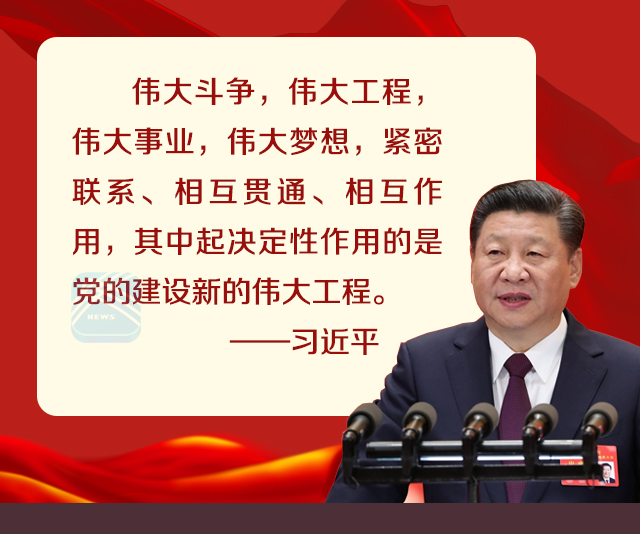 伟大斗争，伟大工程，
伟大事业，伟大梦想，紧密
联系、相互贯通、相互作
用，其中起决定性作用的是
党的建设新的伟大工程。
NEWS
——习近平